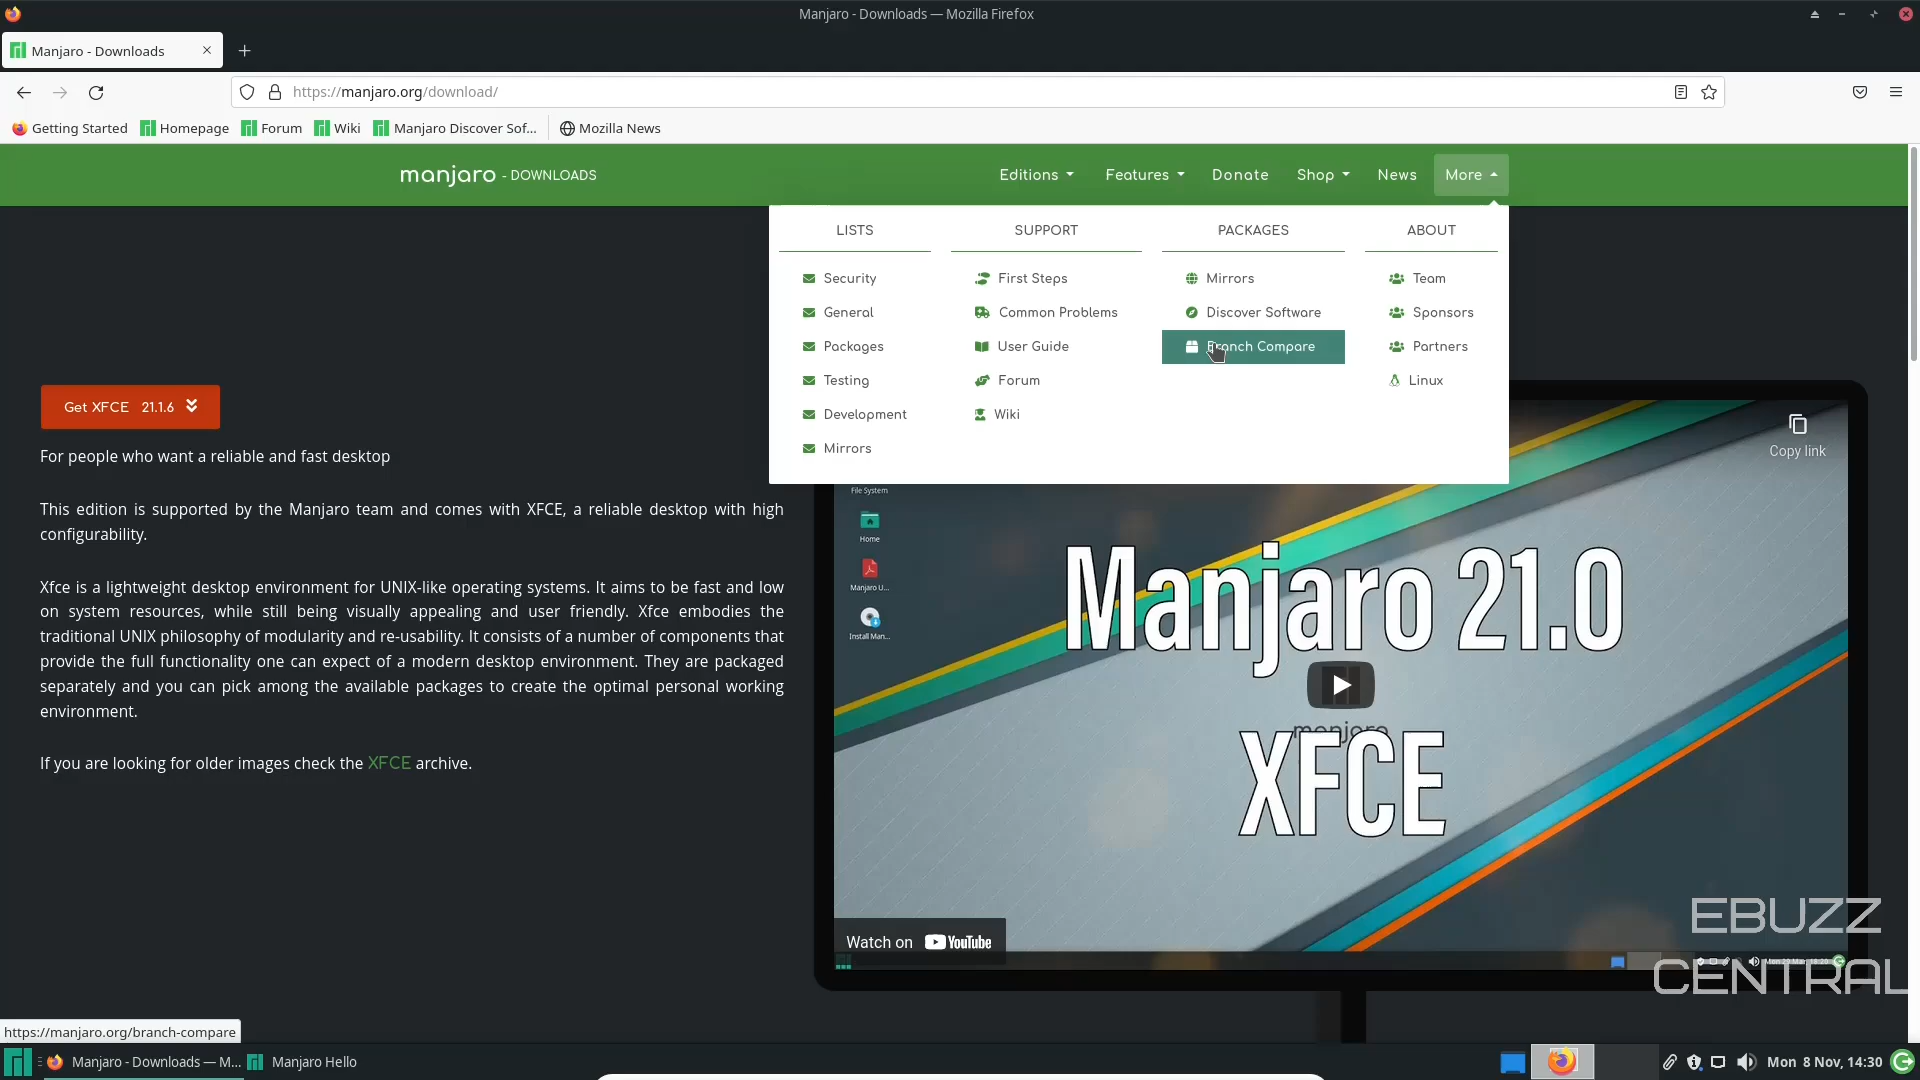 Manjaro - Downloads — Mozilla Firefox
Manjaro - Downloads
https://manjaro.org/download/
Getting Started Homepage Forum Wiki Manjaro Discover Sof... Mozilla News
manjaro - DOWNLOADS Editions Features Donate Shop News More
LISTS SUPPORT PACKAGES ABOUT
Security First Steps Mirrors Team
General Common Problems Discover Software Sponsors
Packages User Guide Branch Compare Partners
Testing Forum Linux
Development Wiki
Mirrors
Get XFCE 21.1.6
For people who want a reliable and fast desktop
This edition is supported by the Manjaro team and comes with XFCE, a reliable desktop with high
configurability.
Xfce is a lightweight desktop environment for UNIX-like operating systems. It aims to be fast and low
on system resources, while still being visually appealing and user friendly. Xfce embodies the
traditional UNIX philosophy of modularity and re-usability. It consists of a number of components that
provide the full functionality one can expect of a modern desktop environment. They are packaged
separately and you can pick among the available packages to create the optimal personal working
environment.
If you are looking for older images check the XFCE archive.
Copy link
File System
Home
Manjaro U...
Install Man...
Manjaro 21.0
manjaro
XFCE
Watch on YouTube
EBUZZ
CENTRAL
https://manjaro.org/branch-compare
Manjaro - Downloads — M... Manjaro Hello Mon 8 Nov, 14:30